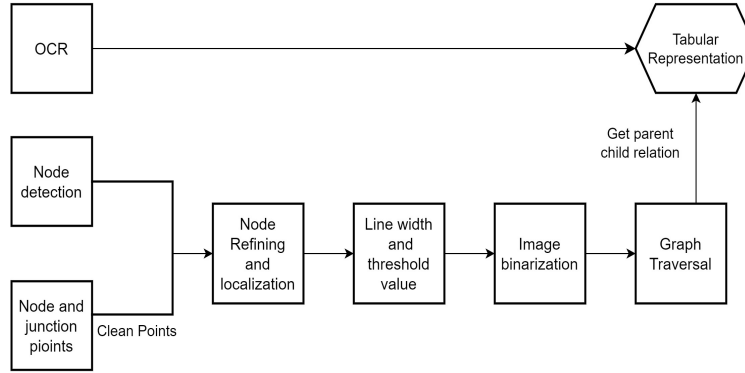 OCR
Tabular
Representation
Get parent
child relation
Node
detection
Node
Refining
and
localization
Line width
and
threshold
value
Image
binarization
Graph
Traversal
Node and
junction
pioints
Clean Points